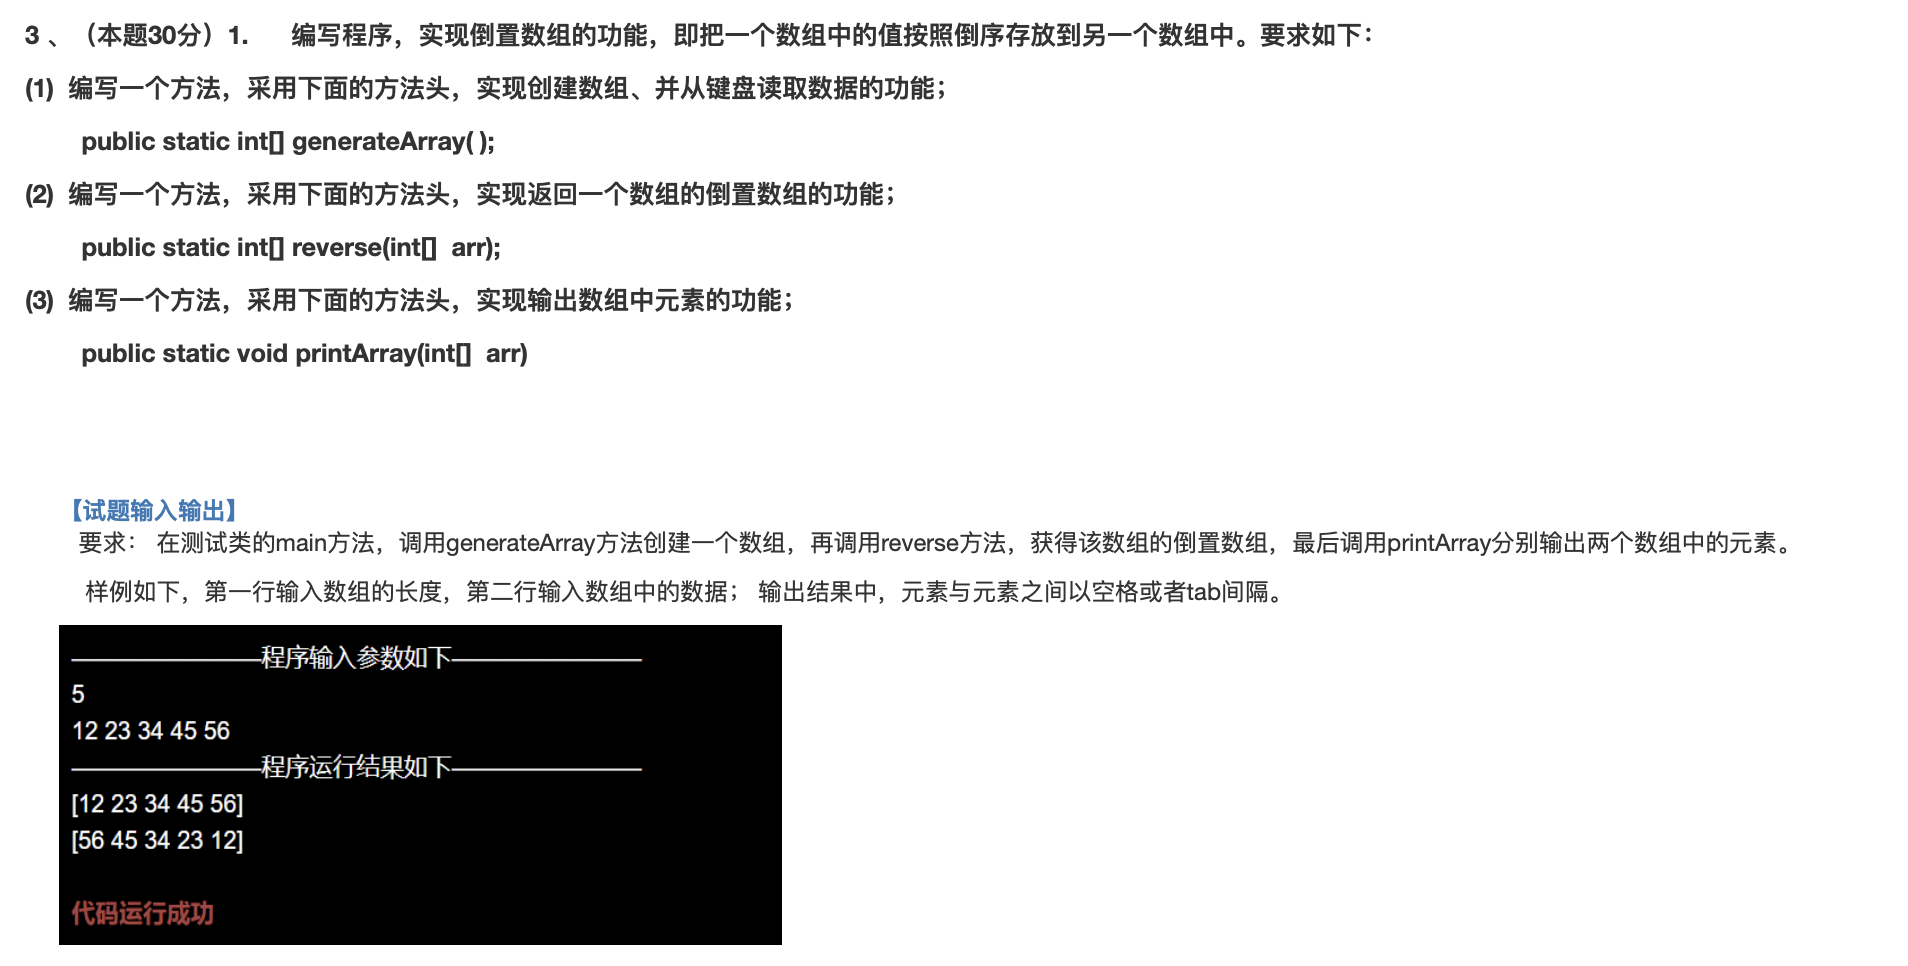 3 、（本题30分）1. 编写程序，实现倒置数组的功能，即把一个数组中的值按照倒序存放到另一个数组中。要求如下：
(1) 编写一个方法，采用下面的方法头，实现创建数组、并从键盘读取数据的功能；
public static int[] generateArray( );
(2) 编写一个方法，采用下面的方法头，实现返回一个数组的倒置数组的功能；
public static int[] reverse(int[] arr);
(3) 编写一个方法，采用下面的方法头，实现输出数组中元素的功能；
public static void printArray(int[] arr)
【试题输入输出】
要求： 在测试类的main方法，调用generateArray方法创建一个数组，再调用reverse方法，获得该数组的倒置数组，最后调用printArray分别输出两个数组中的元素。
样例如下，第一行输入数组的长度，第二行输入数组中的数据； 输出结果中，元素与元素之间以空格或者tab间隔。
————————程序输入参数如下————————
5
12 23 34 45 56
————————程序运行结果如下————————
[12 23 34 45 56]
[56 45 34 23 12]
代码运行成功